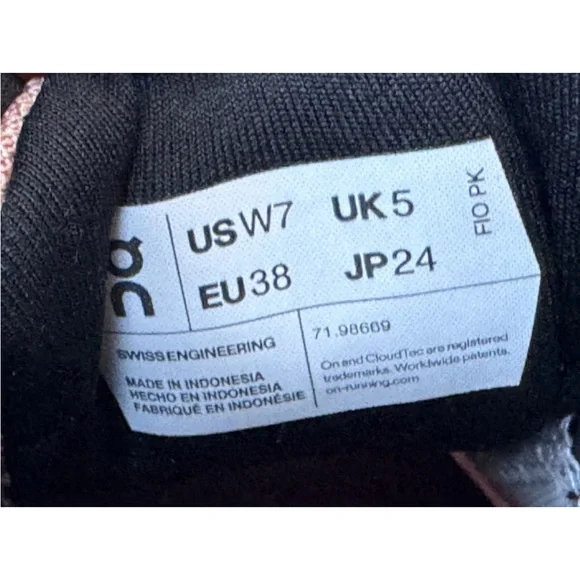 US W7 UK 5
EU 38 JP 24
FIO PK
SWISS ENGINEERING
MADE IN INDONESIA
HECHO EN INDONESIA
FABRIQUÉ EN INDONÉSIE
71.98669
On and CloudTec are registered
trademarks. Worldwide patents.
on-running.com